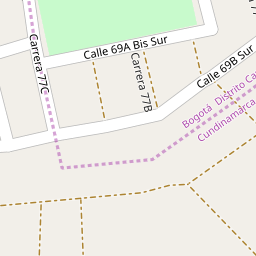 Carrera 77C
Calle 69A Bis Sur
Carrera 77B
Calle 69B Sur
Bogotá Distrito Ca
Cundinamarca